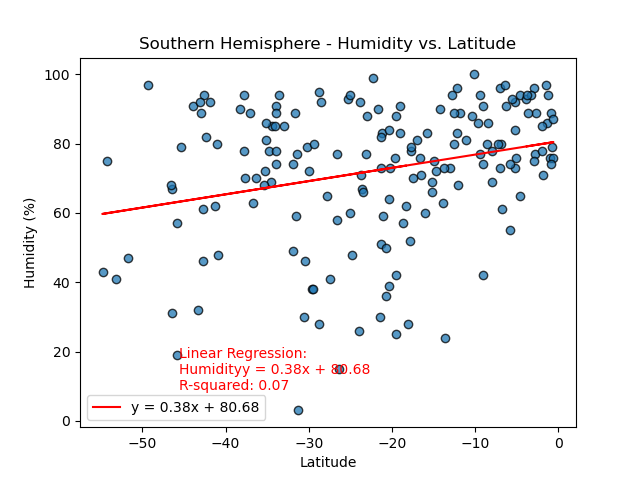 Southern Hemisphere - Humidity vs. Latitude
100
80
60
40
20
0
Humidity (%)
Linear Regression:
Humidityy = 0.38x + 80.68
R-squared: 0.07
y = 0.38x + 80.68
−50
−40
−30
−20
−10
0
Latitude